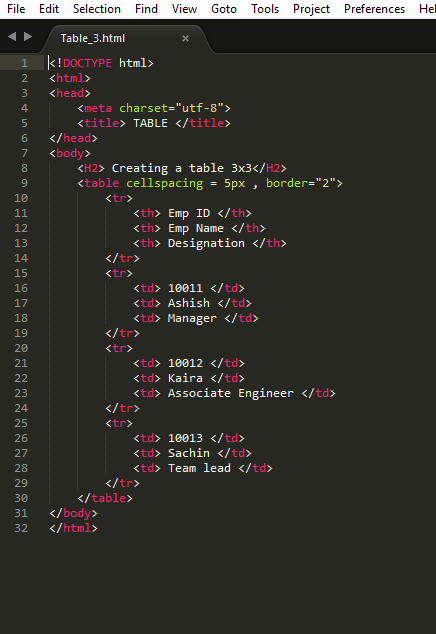 File Edit Selection Find View Goto Tools Project Preferences Hel
Table_3.html ×
1 <!DOCTYPE html>
2 <html>
3 <head>
4 <meta charset="utf-8">
5 <title> TABLE </title>
6 </head>
7 <body>
8 <H2> Creating a table 3x3</H2>
9 <table cellspacing = 5px , border="2">
10 <tr>
11 <th> Emp ID </th>
12 <th> Emp Name </th>
13 <th> Designation </th>
14 </tr>
15 <tr>
16 <td> 10011 </td>
17 <td> Ashish </td>
18 <td> Manager </td>
19 </tr>
20 <tr>
21 <td> 10012 </td>
22 <td> Kaira </td>
23 <td> Associate Engineer </td>
24 </tr>
25 <tr>
26 <td> 10013 </td>
27 <td> Sachin </td>
28 <td> Team lead </td>
29 </tr>
30 </table>
31 </body>
32 </html>